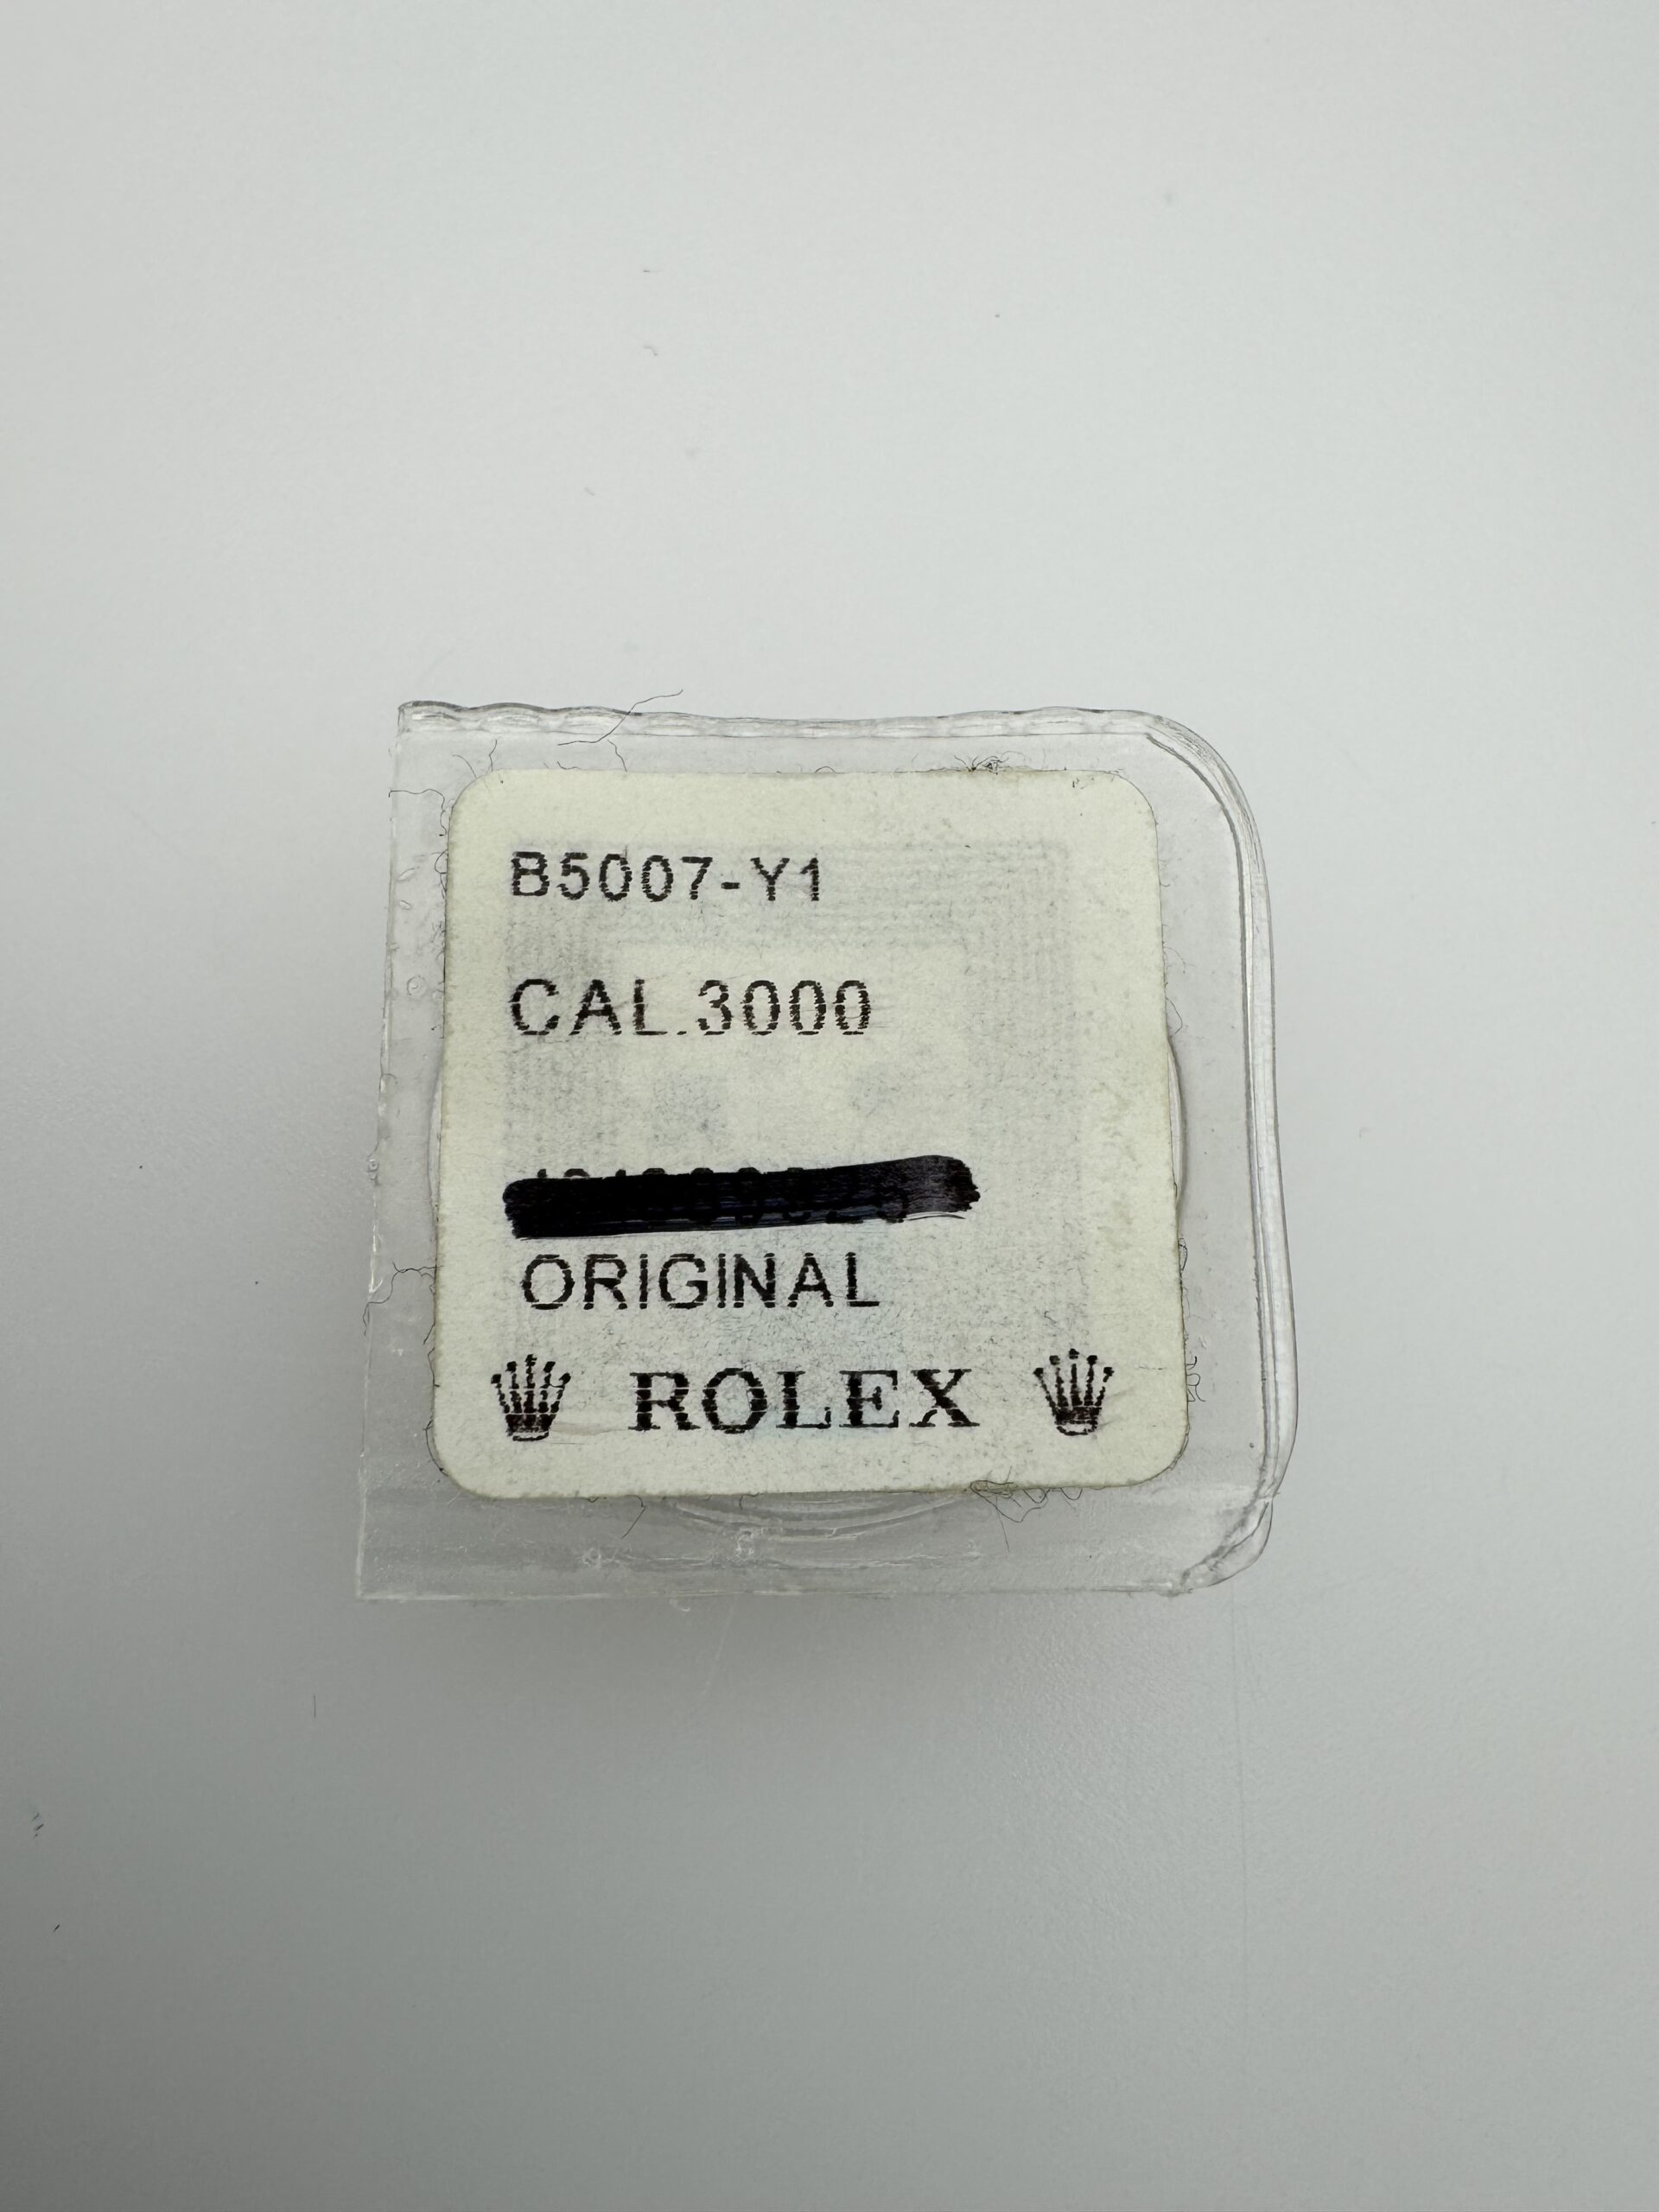 B5007-Y1
CAL.3000
ORIGINAL
ROLEX